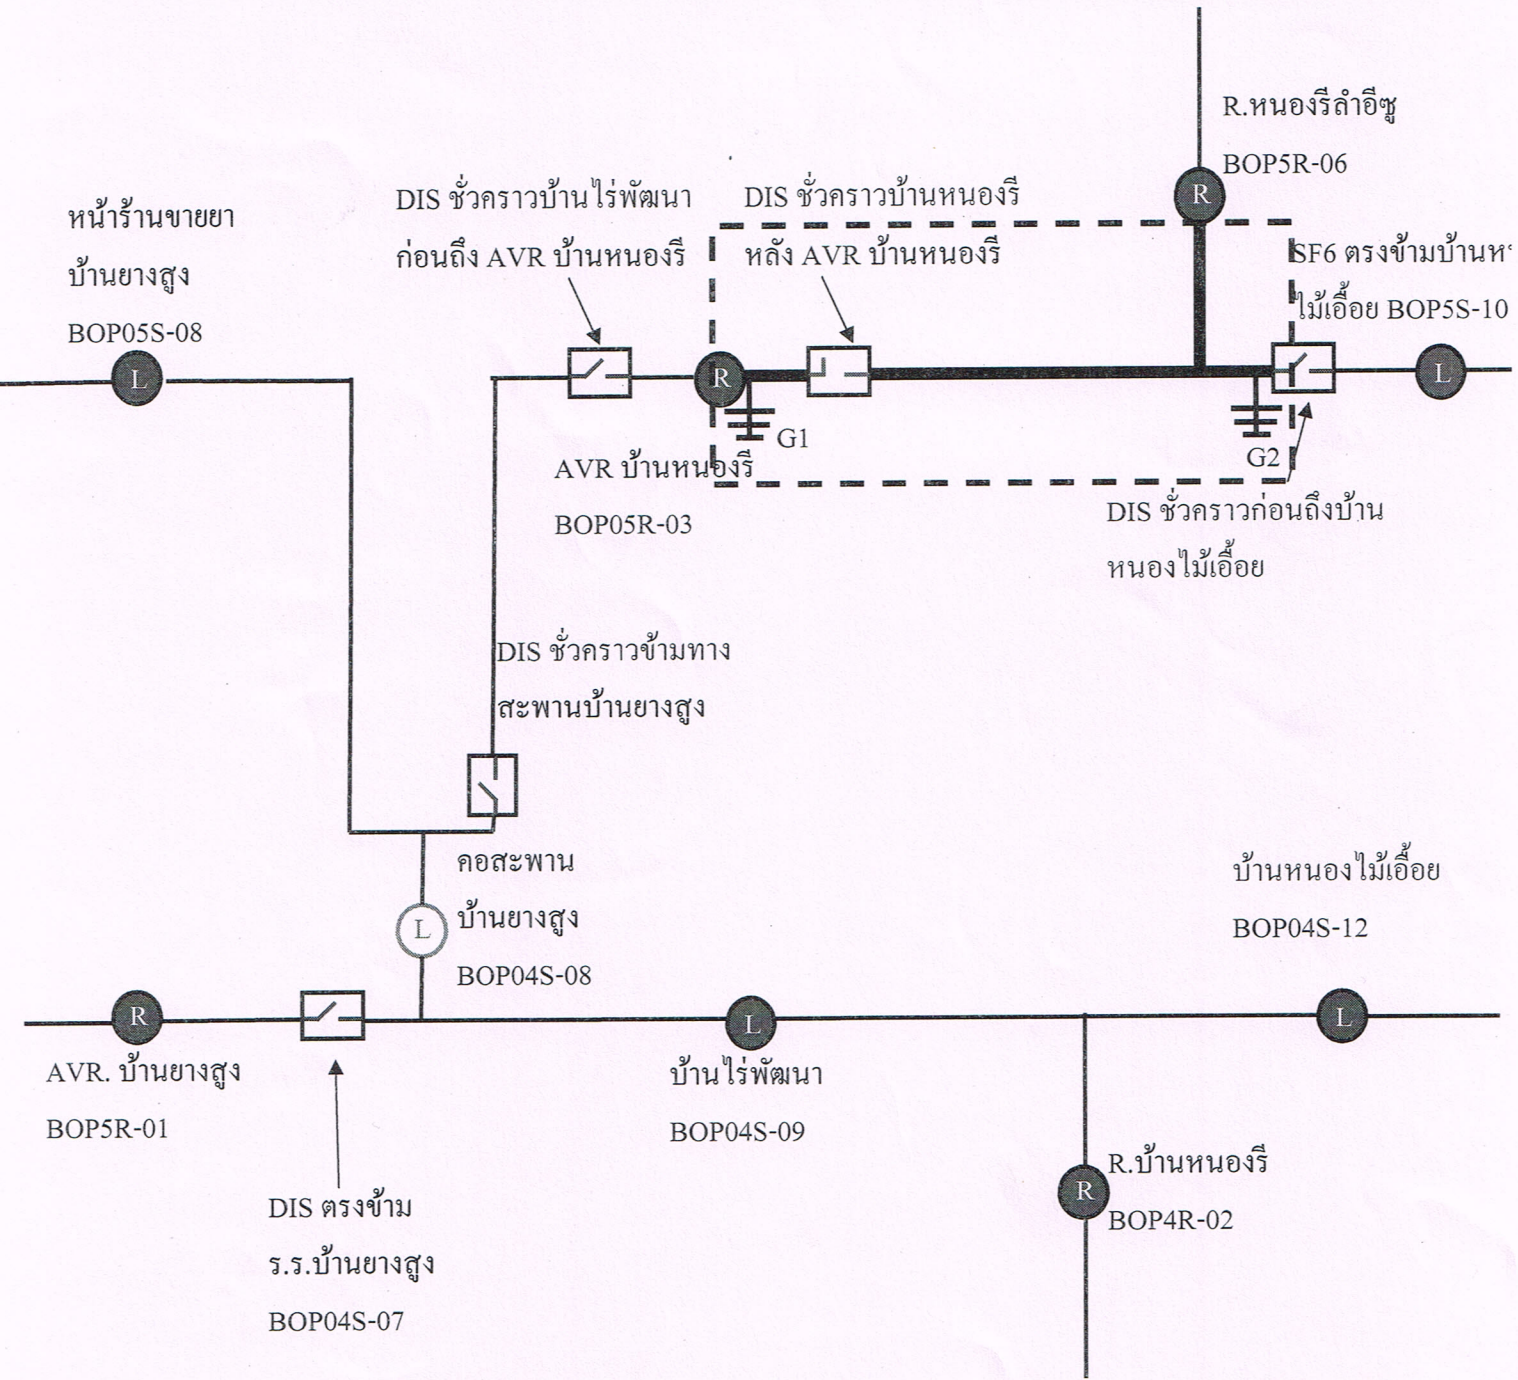 R.หนองรีลำอีซู
BOP5R-06
R
หน้าร้านขายยา
บ้านยางสูง
BOP05S-08
L
DIS ชั่วคราวบ้านไร่พัฒนา
ก่อนถึง AVR บ้านหนองรี
DIS ชั่วคราวบ้านหนองรี
หลัง AVR บ้านหนองรี
SF6 ตรงข้ามบ้าน
ไม้เอื้อย BOP5S-10
R
L
G1
G2
AVR บ้านหนองรี
BOP05R-03
DIS ชั่วคราวก่อนถึงบ้าน
หนองไม้เอื้อย
DIS ชั่วคราวข้ามทาง
สะพานบ้านยางสูง
คอสะพาน
บ้านยางสูง
BOP04S-08
L
บ้านหนองไม้เอื้อย
BOP04S-12
R
L
L
AVR. บ้านยางสูง
BOP5R-01
บ้านไร่พัฒนา
BOP04S-09
R.บ้านหนองรี
BOP4R-02
R
DIS ตรงข้าม
ร.ร.บ้านยางสูง
BOP04S-07